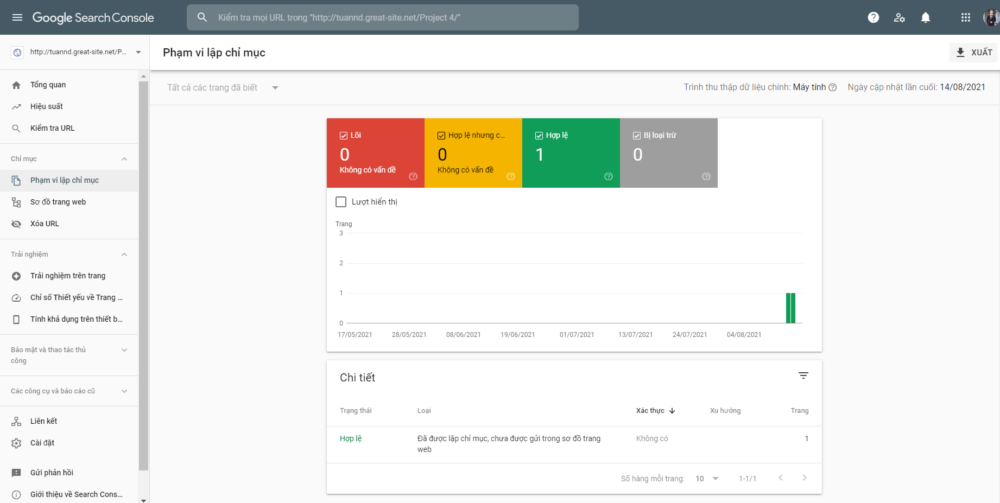 Google Search Console
Kiểm tra mọi URL trong "http://tuannd.great-site.net/Project 4/"
http://tuannd.great-site.net/P...
Phạm vi lập chỉ mục
XUẤT
Tổng quan
Hiệu suất
Kiểm tra URL
Chỉ mục
Phạm vi lập chỉ mục
Sơ đồ trang web
Xóa URL
Trải nghiệm
Trải nghiệm trên trang
Chỉ số Thiết yếu về Trang ...
Tính khả dụng trên thiết b...
Bảo mật và thao tác thủ
công
Các công cụ và báo cáo cũ
Liên kết
Cài đặt
Gửi phản hồi
Giới thiệu về Search Cons...
Tất cả các trang đã biết
Trình thu thập dữ liệu chính: Máy tính
Ngày cập nhật lần cuối: 14/08/2021
Lỗi
0
Không có vấn đề
Hợp lệ nhưng c...
0
Không có vấn đề
Hợp lệ
1
Bị loại trừ
0
Lượt hiển thị
Trang
3
2
1
0
17/05/2021 28/05/2021 08/06/2021 19/06/2021 01/07/2021 13/07/2021 24/07/2021 04/08/2021
Chi tiết
Trạng thái Loại Xác thực Xu hướng Trang
Hợp lệ Đã được lập chỉ mục, chưa được gửi trong sơ đồ trang Không có 1
web
Số hàng mỗi trang: 10 1-1/1